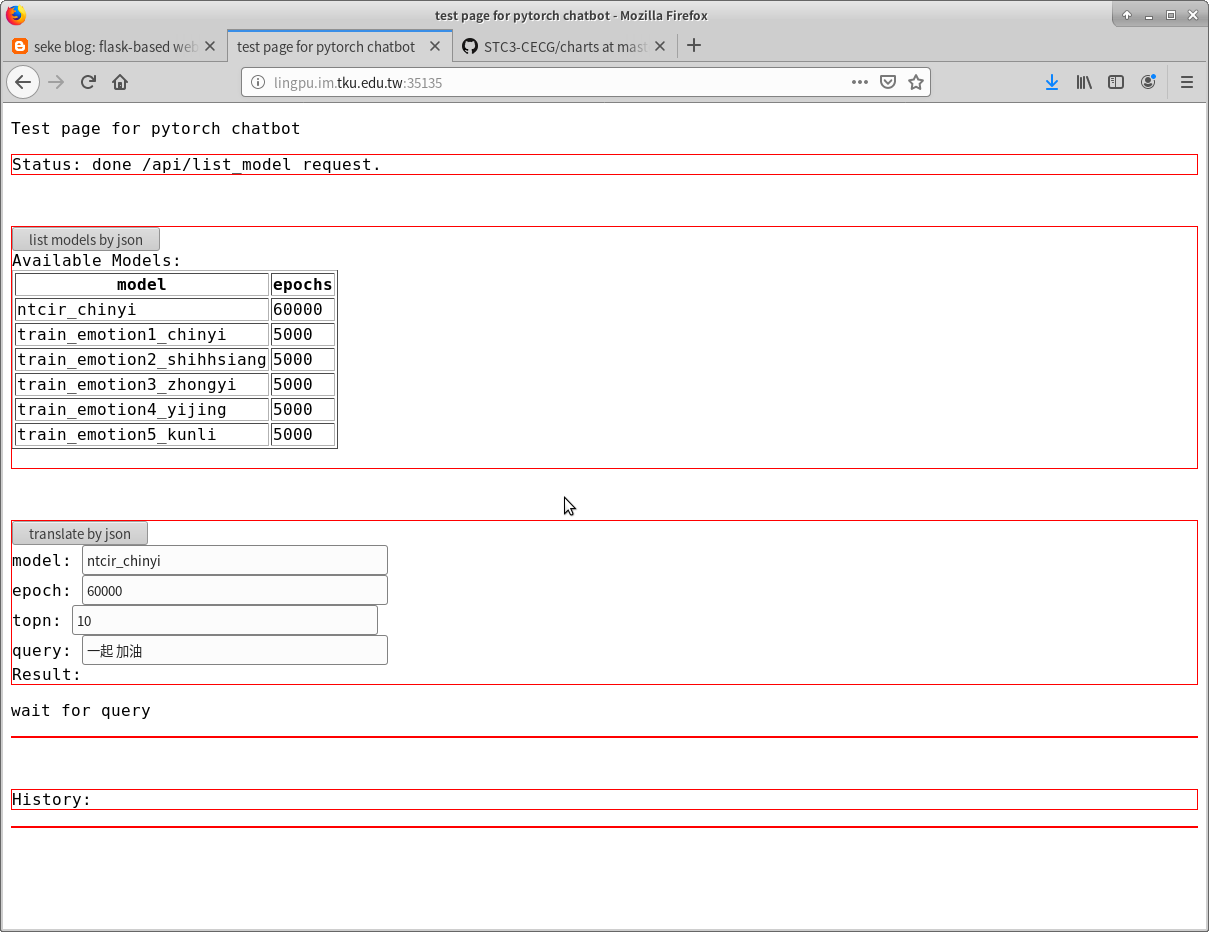 test page for pytorch chatbot - Mozilla Firefox
seke blog: flask-based web
test page for pytorch chatbot
STC3-CECG/charts at mast
lingpu.im.tku.edu.tw:35135
Test page for pytorch chatbot
Status: done /api/list_model request.
list models by json
Available Models:
model epochs
ntcir_chinyi 60000
train_emotion1_chinyi 5000
train_emotion2_shihhsiang 5000
train_emotion3_zhongyi 5000
train_emotion4_yijing 5000
train_emotion5_kunli 5000
translate by json
model: ntcir_chinyi
epoch: 60000
topn: 10
query: 一起 加油
Result:
wait for query
History: